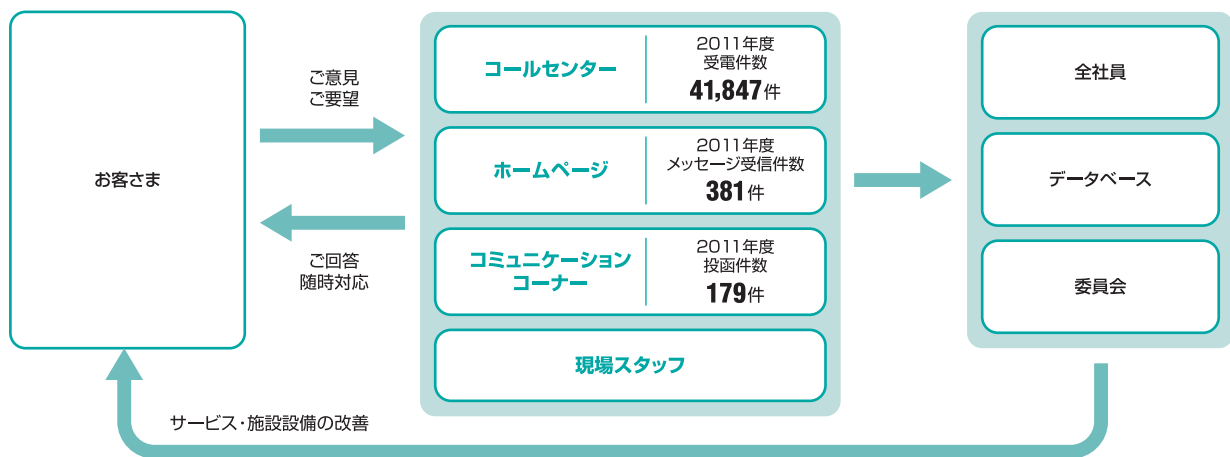 お客さま
ご意見
ご要望
ご回答
随時対応
コールセンター
2011年度
受電件数
41,847件
ホームページ
2011年度
メッセージ受信件数
381件
コミュニケーション
コーナー
2011年度
投函件数
179件
現場スタッフ
全社員
データベース
委員会
サービス・施設設備の改善